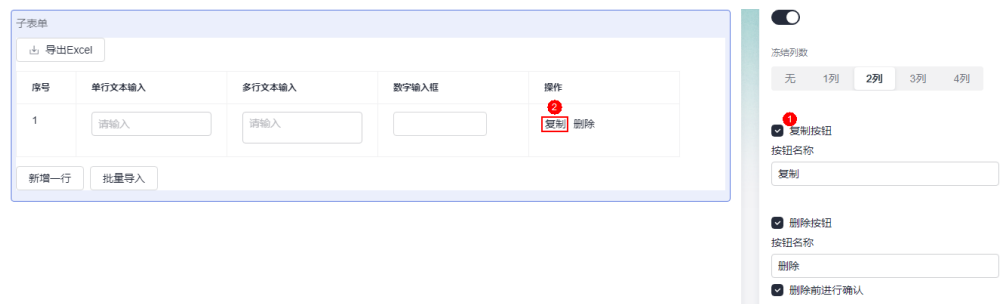 子表单
导出Excel
序号 单行文本输入 多行文本输入 数字输入框 操作
2
1 请输入 请输入 复制 删除
新增一行 批量导入
冻结列数
无 1列 2列 3列 4列
1
复制按钮
按钮名称
复制
删除按钮
按钮名称
删除
删除前进行确认